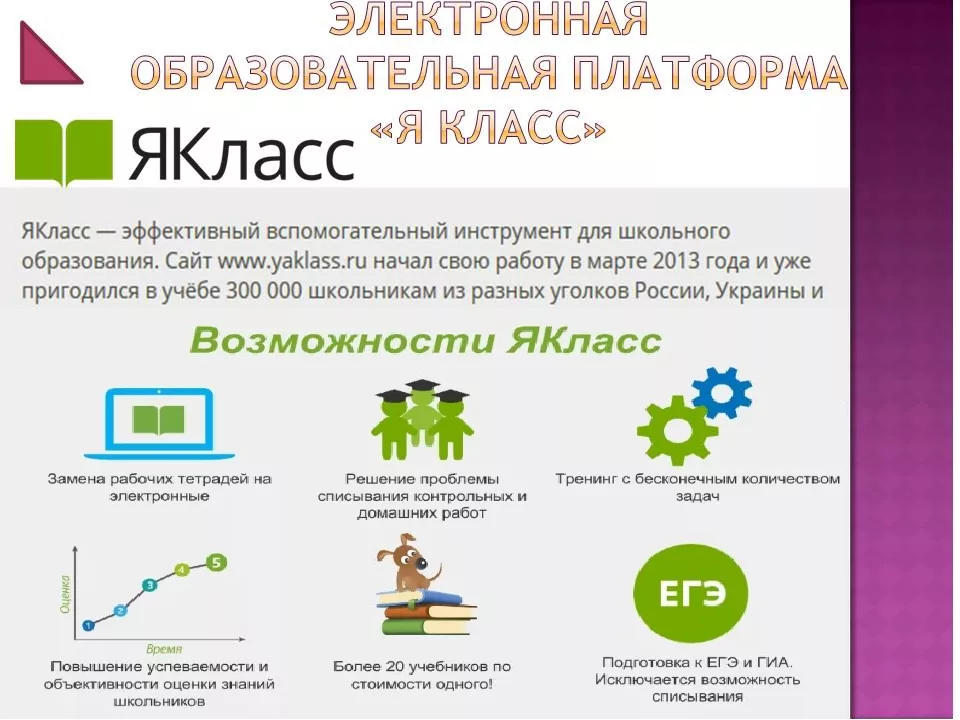 ЭЛЕКТРОННАЯ
ОБРАЗОВАТЕЛЬНАЯ ПЛАТФОРМА
«Я КЛАСС»
ЯКласс
ЯКласс — эффективный вспомогательный инструмент для школьного
образования. Сайт www.yaklass.ru начал свою работу в марте 2013 года и уже
пригодился в учёбе 300 000 школьникам из разных уголков России, Украины и
Возможности ЯКласс
Замена рабочих тетрадей на
электронные
Решение проблемы
списывания контрольных и
домашних работ
Тренинг с бесконечным количеством
задач
Оценка
1
2
3
4
5
Время
Повышение успеваемости и
объективности оценки знаний
школьников
Более 20 учебников по
стоимости одного!
ЕГЭ
Подготовка к ЕГЭ и ГИА.
Исключается возможность
списывания